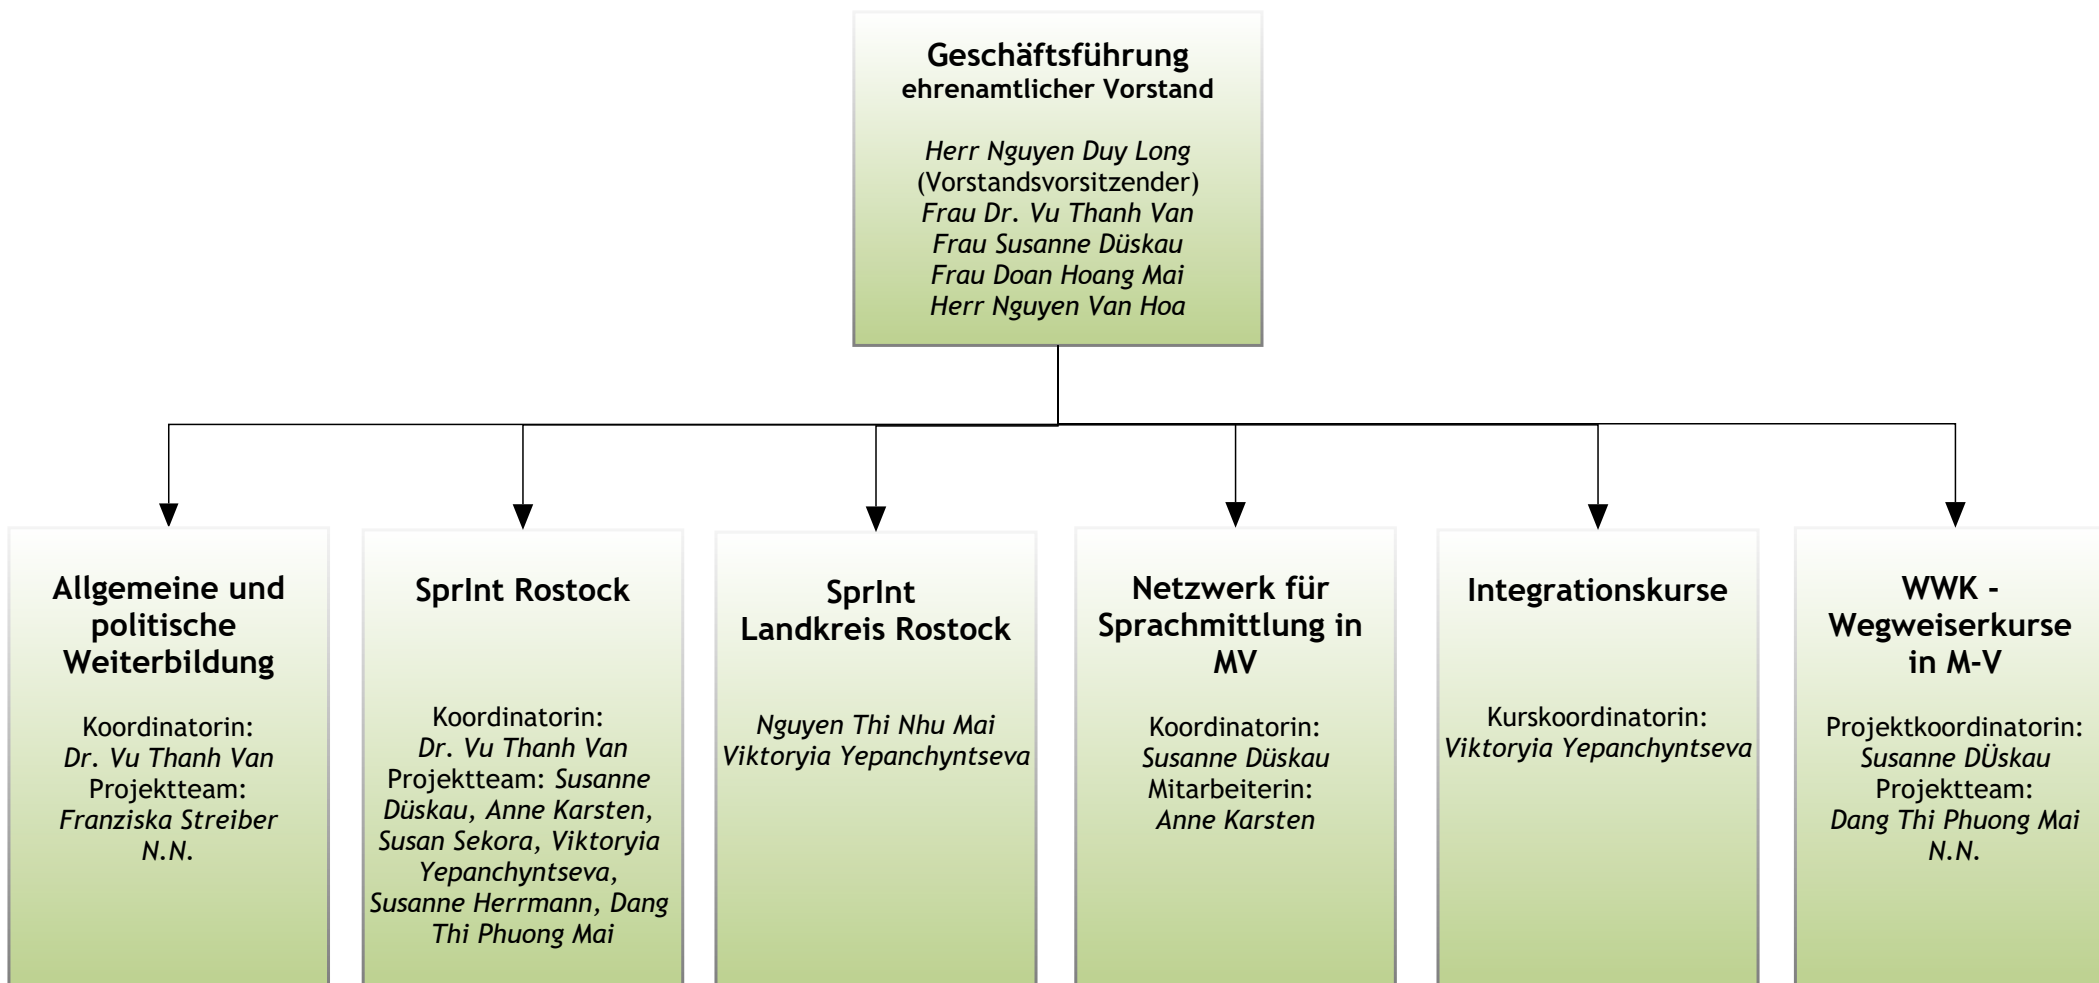 Geschäftsführung
ehrenamtlicher Vorstand
Herr Nguyen Duy Long
(Vorstandsvorsitzender)
Frau Dr. Vu Thanh Van
Frau Susanne Düskau
Frau Doan Hoang Mai
Herr Nguyen Van Hoa
Allgemeine und
politische
Weiterbildung
Koordinatorin:
Dr. Vu Thanh Van
Projektteam:
Franziska Streiber
N.N.
SprInt Rostock
Koordinatorin:
Dr. Vu Thanh Van
Projektteam: Susanne
Düskau, Anne Karsten,
Susan Sekora, Viktoryia
Yepanchyntseva,
Susanne Herrmann, Dang
Thi Phuong Mai
SprInt
Landkreis Rostock
Nguyen Thi Nhu Mai
Viktoryia Yepanchyntseva
Netzwerk für
Sprachmittlung in
MV
Koordinatorin:
Susanne Düskau
Mitarbeiterin:
Anne Karsten
Integrationskurse
Kurskoordinatorin:
Viktoryia Yepanchyntseva
WWK -
Wegweiserkurse
in M-V
Projektkoordinatorin:
Susanne DÜskau
Projektteam:
Dang Thi Phuong Mai
N.N.